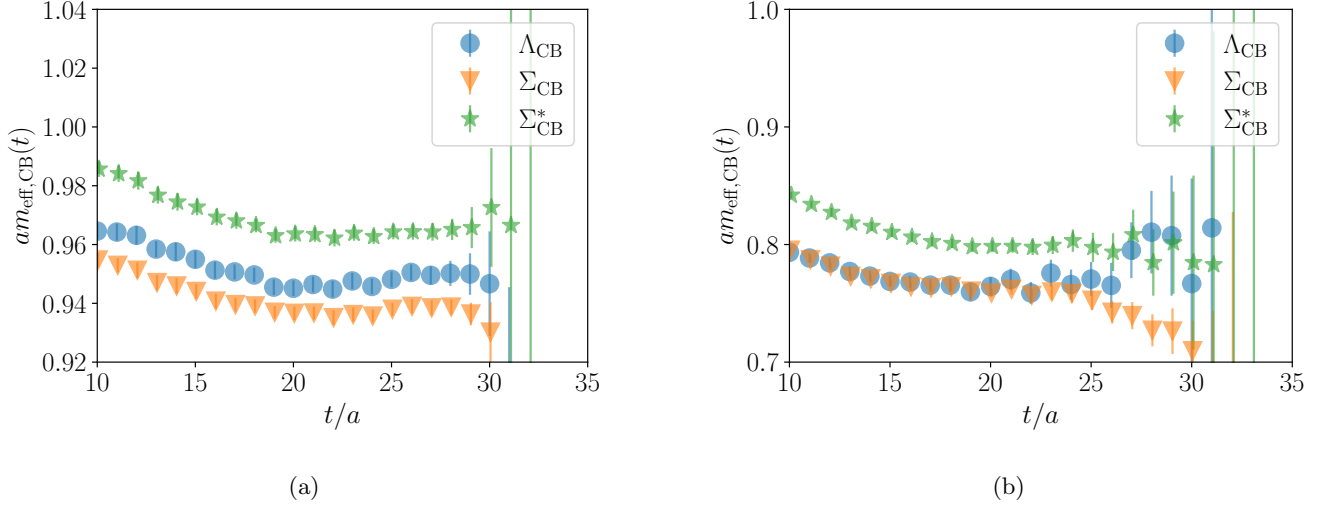 1.04
1.02
1.00
0.98
0.96
0.94
0.92
am_eff,CB(t)
10 15 20 25 30 35
t/a
Λ_CB
Σ_CB
Σ*_CB
(a)
1.0
0.9
0.8
0.7
am_eff,CB(t)
10 15 20 25 30 35
t/a
Λ_CB
Σ_CB
Σ*_CB
(b)